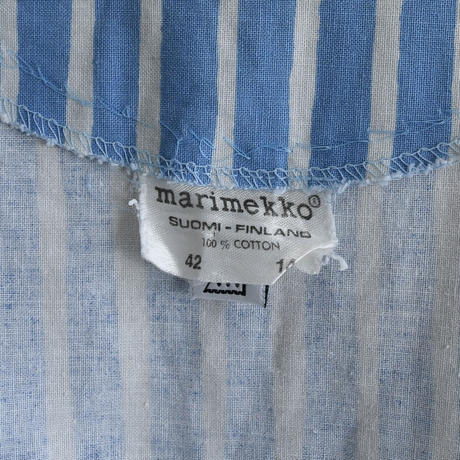 marimekko®
SUOMI - FINLAND
100 % COTTON
42